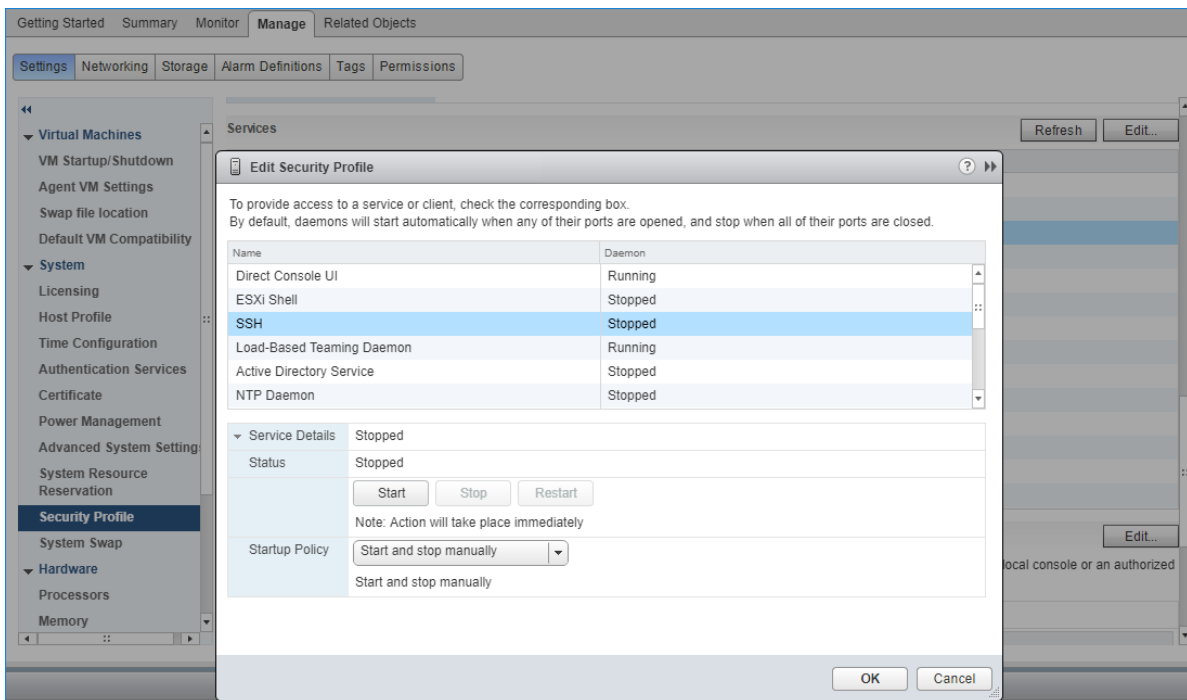 Getting Started Summary Monitor Manage Related Objects
Settings Networking Storage Alarm Definitions Tags Permissions
Virtual Machines
VM Startup/Shutdown
Agent VM Settings
Swap file location
Default VM Compatibility
System
Licensing
Host Profile
Time Configuration
Authentication Services
Certificate
Power Management
Advanced System Settings
System Resource
Reservation
Security Profile
System Swap
Hardware
Processors
Memory
Services Refresh Edit...
Edit Security Profile ?
To provide access to a service or client, check the corresponding box.
By default, daemons will start automatically when any of their ports are opened, and stop when all of their ports are closed.
Name Daemon
Direct Console UI Running
ESXi Shell Stopped
SSH Stopped
Load-Based Teaming Daemon Running
Active Directory Service Stopped
NTP Daemon Stopped
Service Details Stopped
Status Stopped
Start Stop Restart
Note: Action will take place immediately
Startup Policy Start and stop manually
Start and stop manually
Edit...
local console or an authorized
OK Cancel